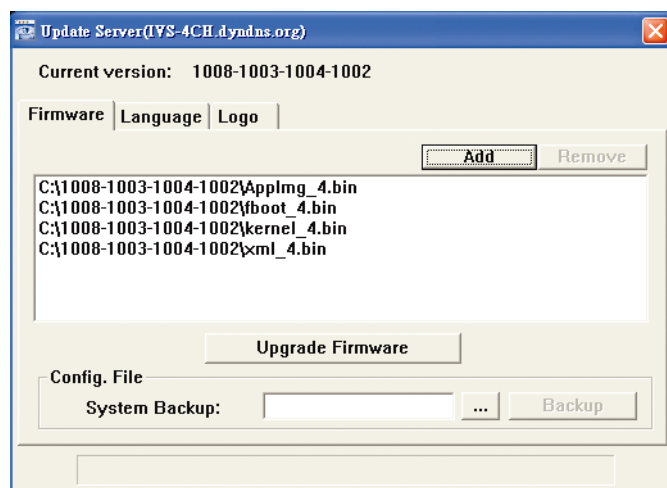 Update Server(IVS-4CH.dyndns.org)
Current version: 1008-1003-1004-1002
Firmware Language Logo
Add Remove
C:\1008-1003-1004-1002\AppImg_4.bin
C:\1008-1003-1004-1002\fboot_4.bin
C:\1008-1003-1004-1002\kernel_4.bin
C:\1008-1003-1004-1002\xml_4.bin
Upgrade Firmware
Config. File
System Backup: ... Backup